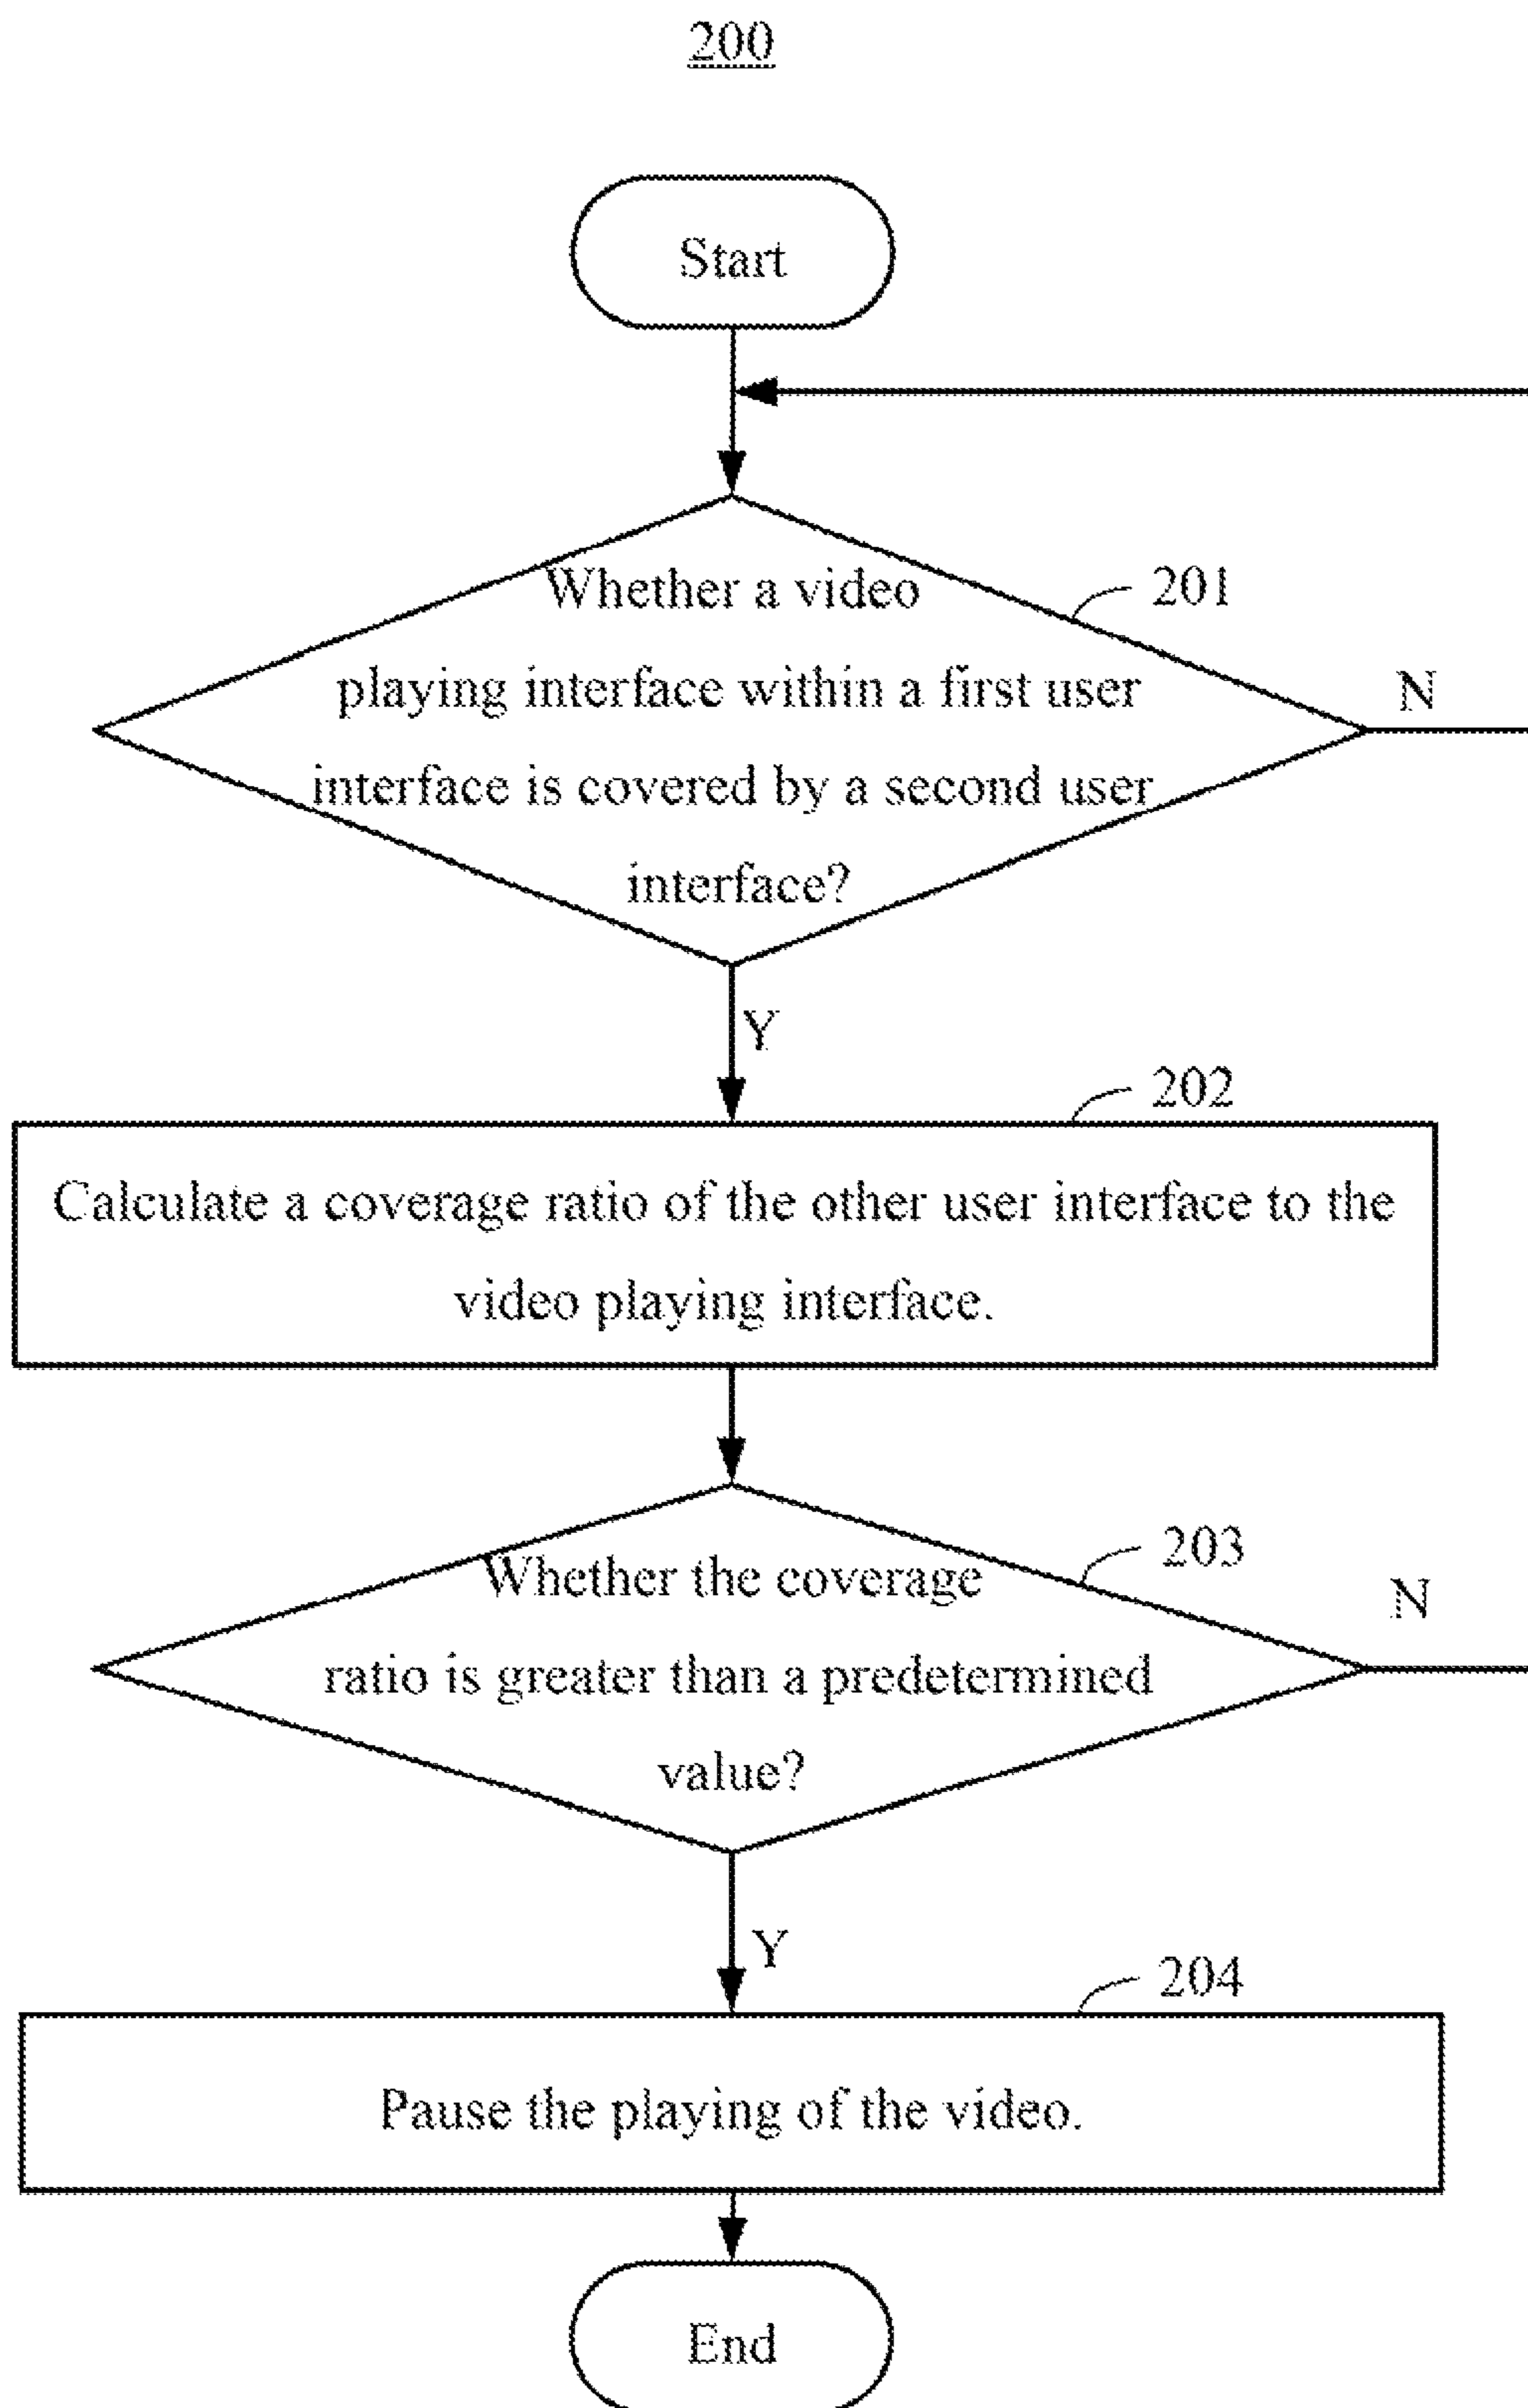 200
Start
Whether a video
201
playing interface within a first user
N
interface is covered by a second user
interface?
Y
202
Calculate a coverage ratio of the other user interface to the
video playing interface.
203
Whether the coverage
N
ratio is greater than a predetermined
value?
Y
204
Pause the playing of the video.
End